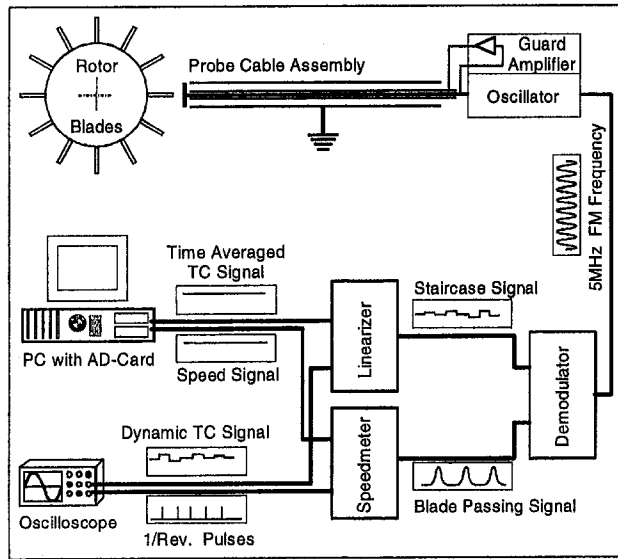 Rotor
Blades
Probe Cable Assembly
Guard
Amplifier
Oscillator
5MHz FM Frequency
Time Averaged
TC Signal
Staircase Signal
Linearizer
PC with AD-Card
Speed Signal
Demodulator
Dynamic TC Signal
Speedmeter
Blade Passing Signal
Oscilloscope
1/Rev. Pulses